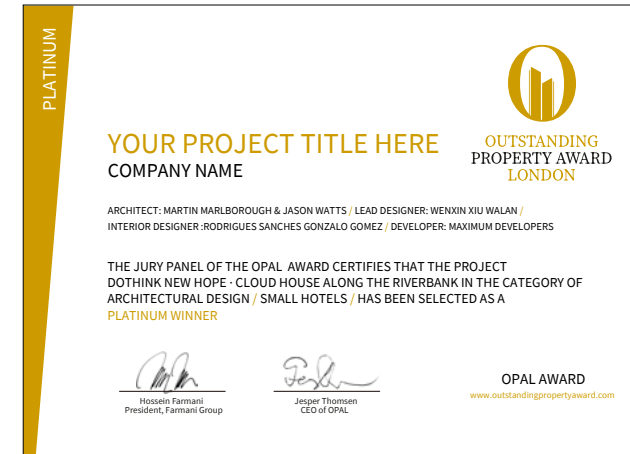 PLATINUM
OUTSTANDING
PROPERTY AWARD
LONDON
YOUR PROJECT TITLE HERE
COMPANY NAME
ARCHITECT: MARTIN MARLBOROUGH & JASON WATTS / LEAD DESIGNER: WENXIN XIU WALAN /
INTERIOR DESIGNER :RODRIGUES SANCHES GONZALO GOMEZ / DEVELOPER: MAXIMUM DEVELOPERS
THE JURY PANEL OF THE OPAL  AWARD CERTIFIES THAT THE PROJECT
DOTHINK NEW HOPE · CLOUD HOUSE ALONG THE RIVERBANK IN THE CATEGORY OF
ARCHITECTURAL DESIGN / SMALL HOTELS / HAS BEEN SELECTED AS A
PLATINUM WINNER
Hossein Farmani
President, Farmani Group
Jesper Thomsen
CEO of OPAL
OPAL AWARD
www.outstandingpropertyaward.com